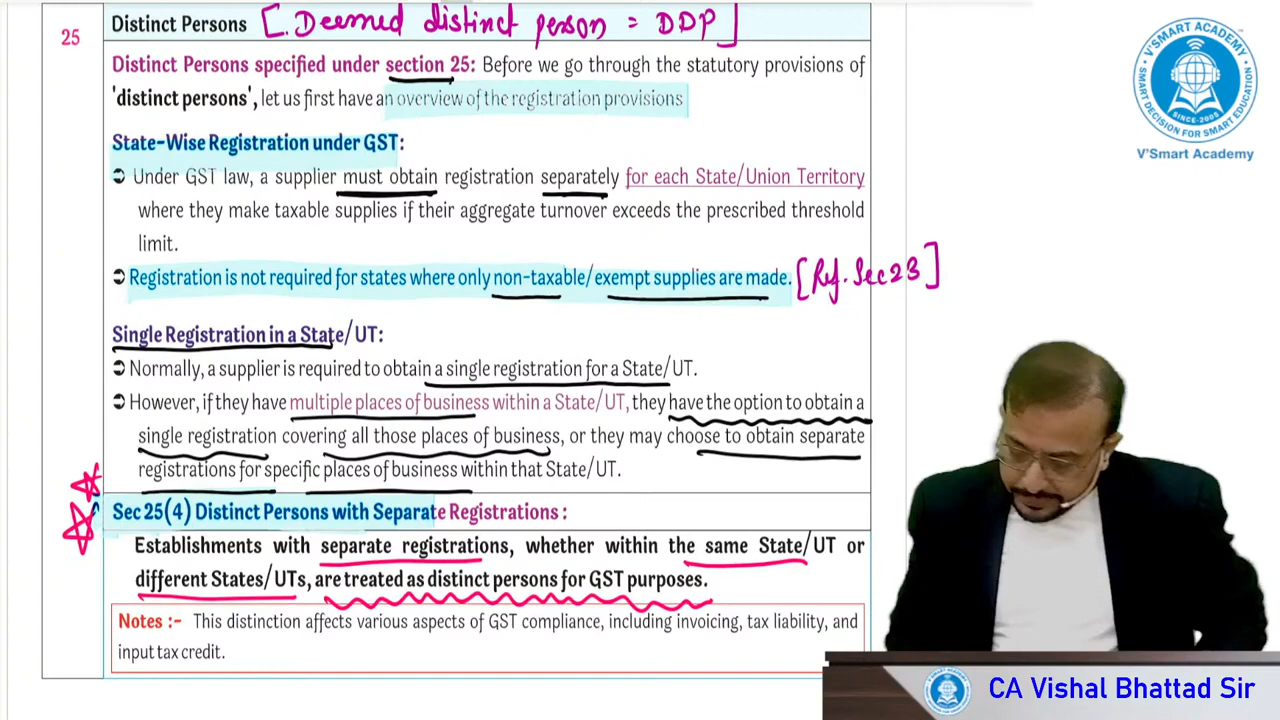 25
Distinct Persons [. Deemed distinct person = DDP]
Distinct Persons specified under section 25: Before we go through the statutory provisions of
'distinct persons', let us first have an overview of the registration provisions
State-Wise Registration under GST:
➲ Under GST law, a supplier must obtain registration separately for each State/Union Territory
where they make taxable supplies if their aggregate turnover exceeds the prescribed threshold
limit.
➲ Registration is not required for states where only non-taxable/exempt supplies are made. [Ref. Sec 23]
Single Registration in a State/UT:
➲ Normally, a supplier is required to obtain a single registration for a State/UT.
➲ However, if they have multiple places of business within a State/UT, they have the option to obtain a
single registration covering all those places of business, or they may choose to obtain separate
registrations for specific places of business within that State/UT.
Sec 25(4) Distinct Persons with Separate Registrations :
Establishments with separate registrations, whether within the same State/UT or
different States/UTs, are treated as distinct persons for GST purposes.
Notes :- This distinction affects various aspects of GST compliance, including invoicing, tax liability, and
input tax credit.
V'SMART ACADEMY
SMART DECISION FOR SMART EDUCATION
SINCE-2005
V'Smart Academy
CA Vishal Bhattad Sir